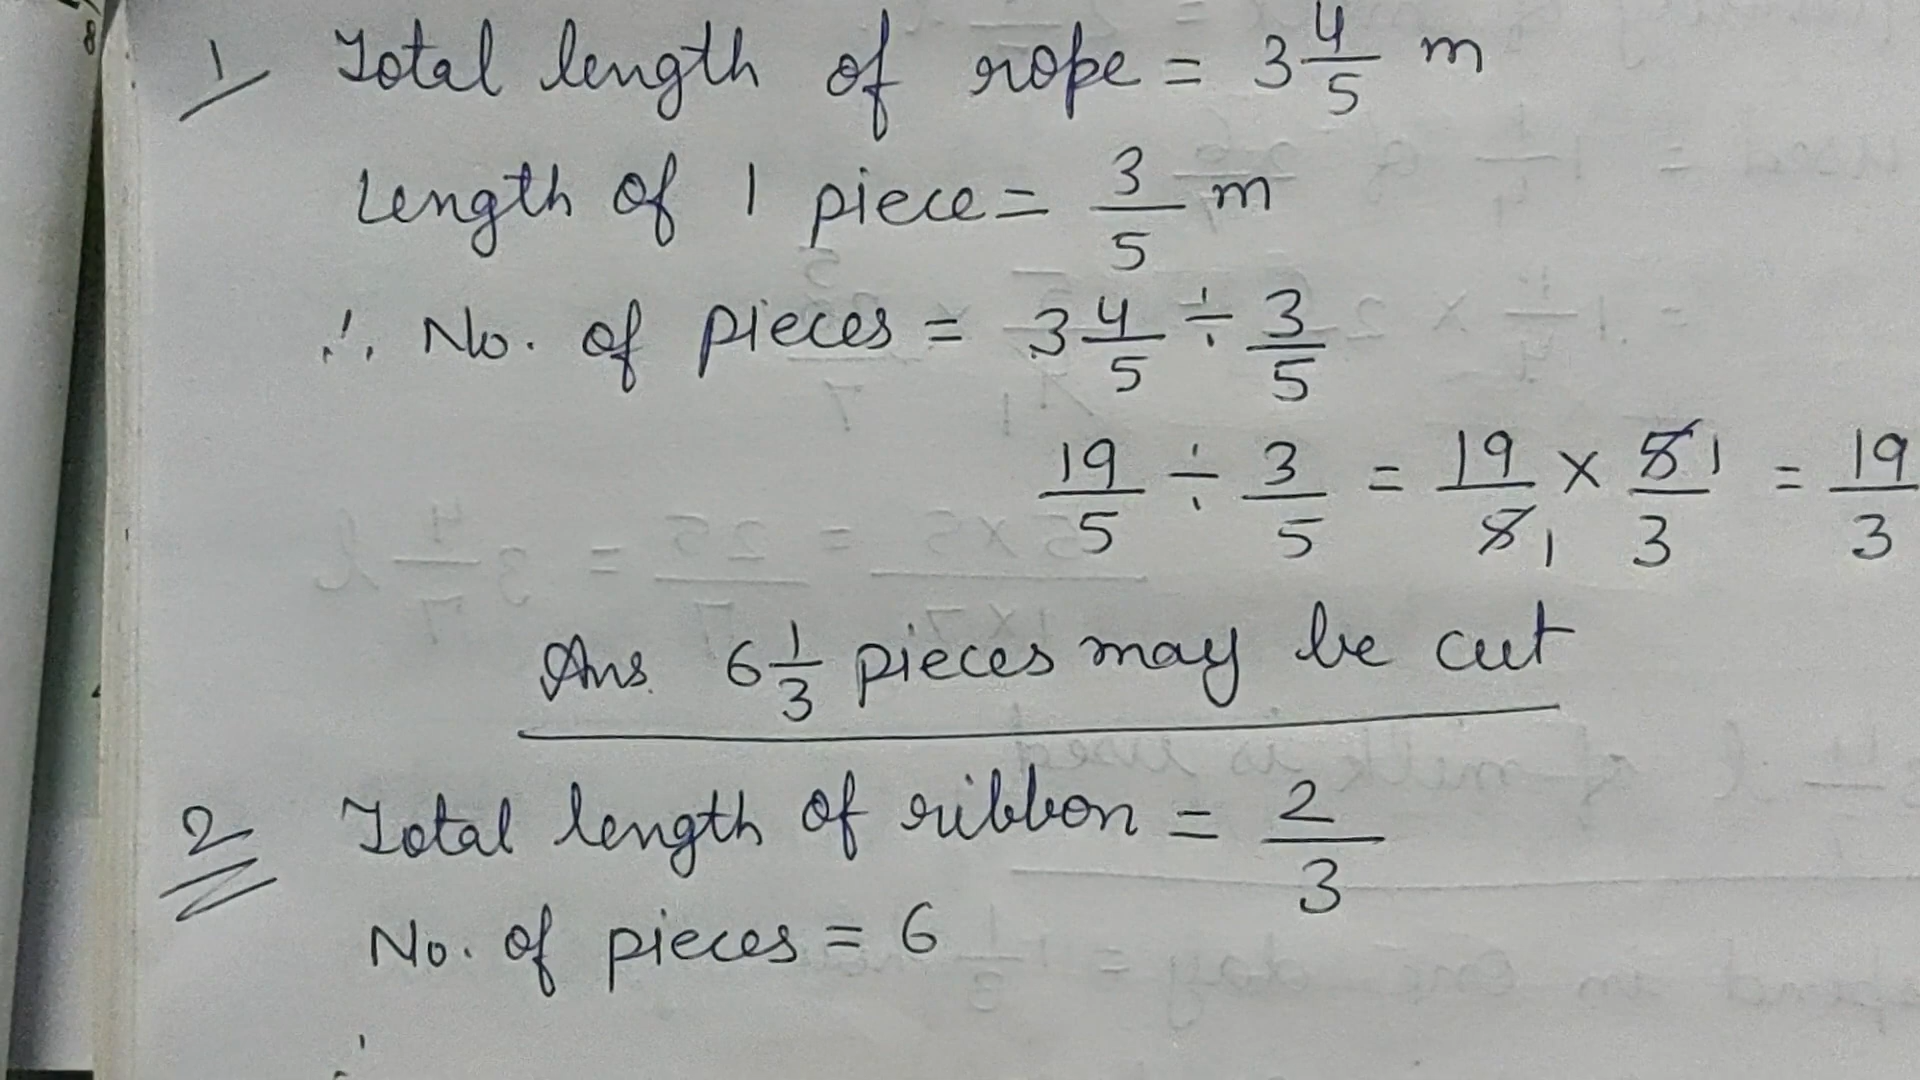 1 Total length of rope = 3 4/5 m
Length of 1 piece = 3/5 m
∴ No. of pieces = 3 4/5 ÷ 3/5
19/5 ÷ 3/5 = 19/5 1 × 5 1/3 = 19/3
Ans. 6 1/3 pieces may be cut
2 Total length of ribbon = 2/3
No. of pieces = 6